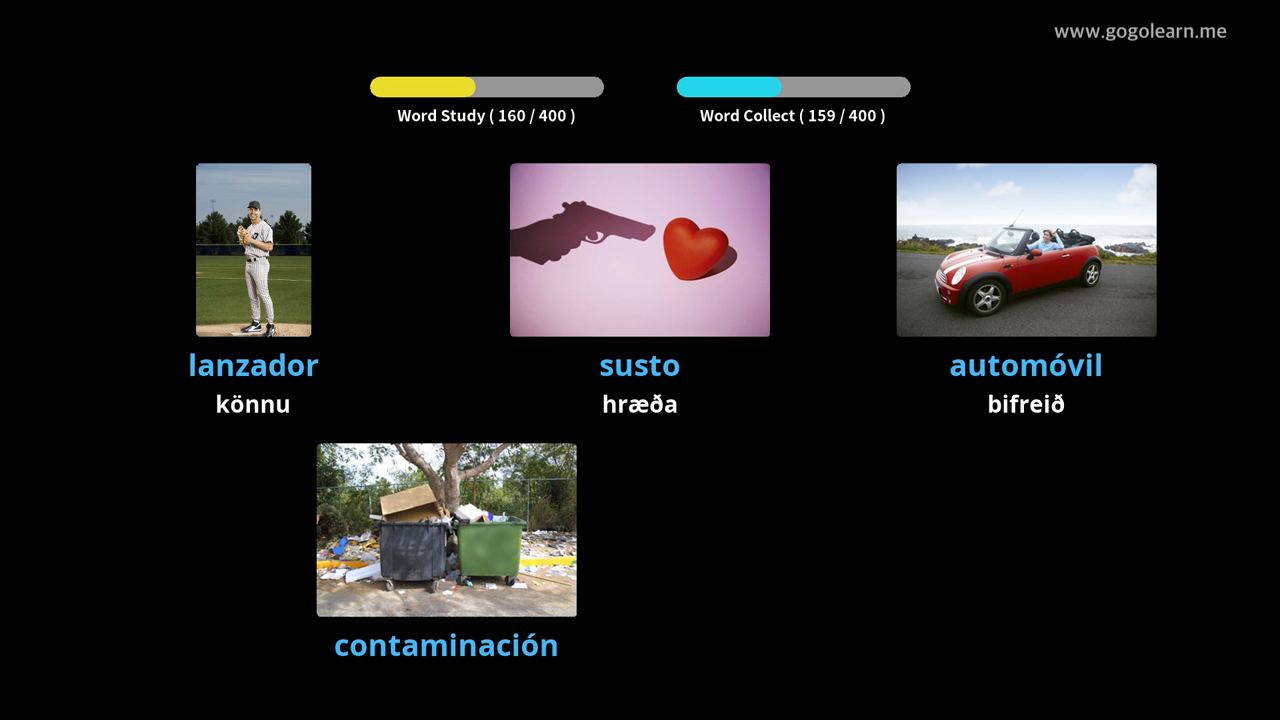 www.gogolearn.me
Word Study ( 160 / 400 )
Word Collect ( 159 / 400 )
lanzador
susto
automóvil
könnu
hræða
bifreið
contaminación